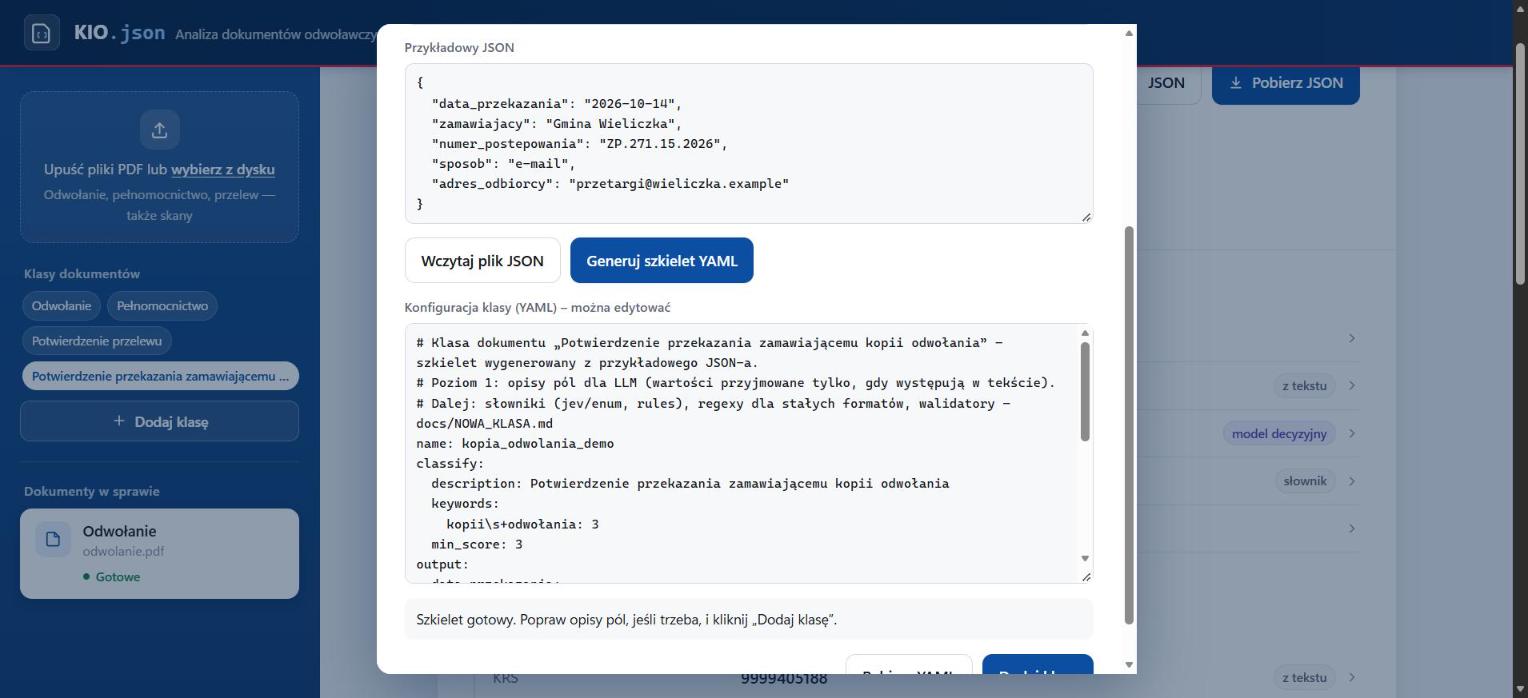 KIO.json Analiza dokumentów odwoławczy
Upuść pliki PDF lub wybierz z dysku
Odwołanie, pełnomocnictwo, przelew —
także skany
Klasy dokumentów
Odwołanie
Pełnomocnictwo
Potwierdzenie przelewu
Potwierdzenie przekazania zamawiającemu ...
+ Dodaj klasę
Dokumenty w sprawie
Odwołanie
odwolanie.pdf
Gotowe
Przykładowy JSON
{
"data_przekazania": "2026-10-14",
"zamawiajacy": "Gmina Wieliczka",
"numer_postepowania": "ZP.271.15.2026",
"sposob": "e-mail",
"adres_odbiorcy": "przetargi@wieliczka.example"
}
Wczytaj plik JSON
Generuj szkielet YAML
Konfiguracja klasy (YAML) – można edytować
# Klasa dokumentu „Potwierdzenie przekazania zamawiającemu kopii odwołania” —
szkielet wygenerowany z przykładowego JSON-a.
# Poziom 1: opisy pól dla LLM (wartości przyjmowane tylko, gdy występują w tekście).
# Dalej: słowniki (jev/enum, rules), regexy dla stałych formatów, walidatory —
docs/NOWA_KLASA.md
name: kopia_odwolania_demo
classify:
description: Potwierdzenie przekazania zamawiającemu kopii odwołania
keywords:
kopii\s+odwołania: 3
min_score: 3
output:
data_przekazania:
Szkielet gotowy. Popraw opisy pól, jeśli trzeba, i kliknij „Dodaj klasę”.
Pobierz YAML
Dodaj klasę
JSON
Pobierz JSON
z tekstu
model decyzyjny
słownik
KRS
9999405188
z tekstu